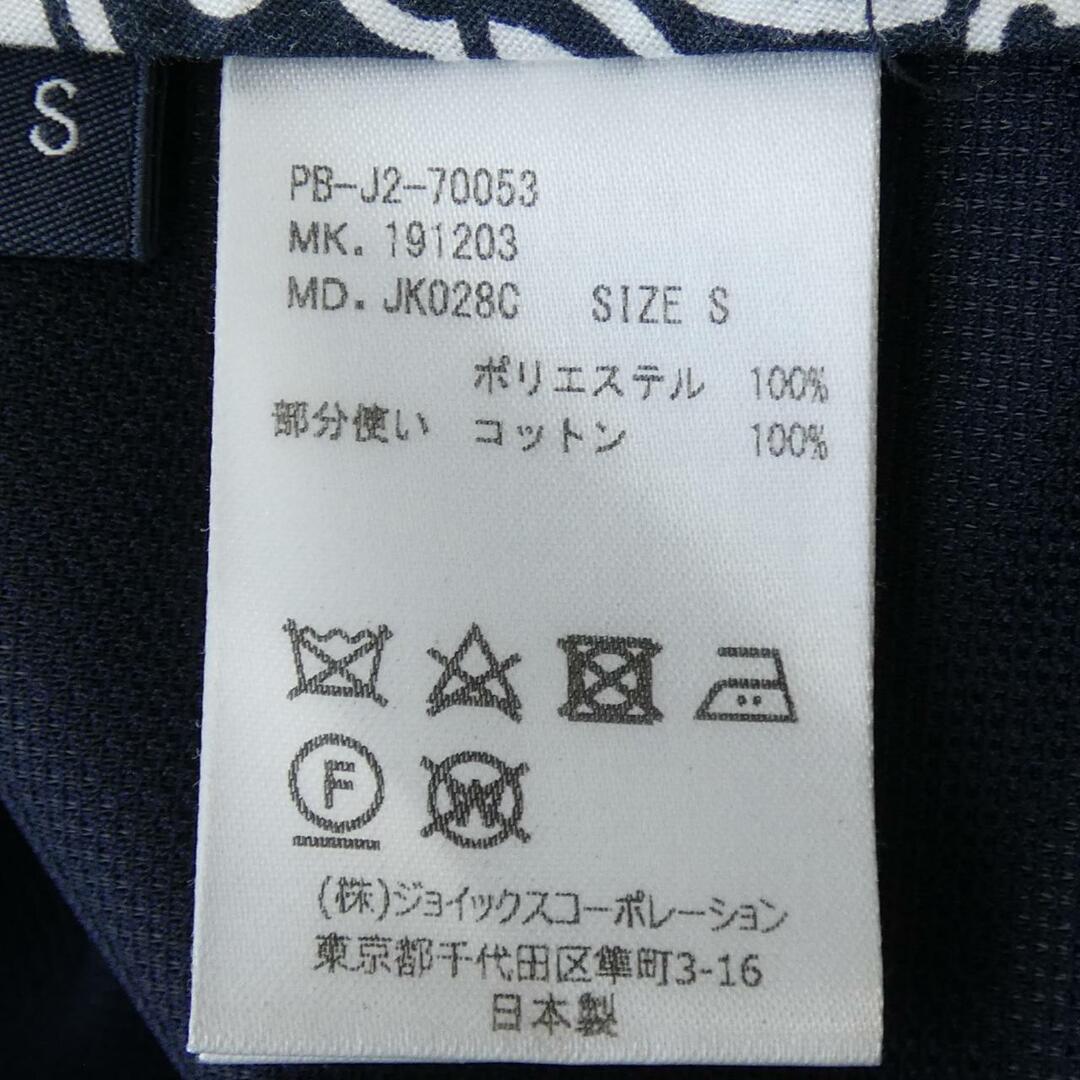 S
PB-J2-70053
MK. 191203
MD. JK028C SIZE S
ポリエステル 100%
部分使い コットン 100%
F
W
(株)ジョイックスコーポレーション
東京都千代田区隼町3-16
日本製